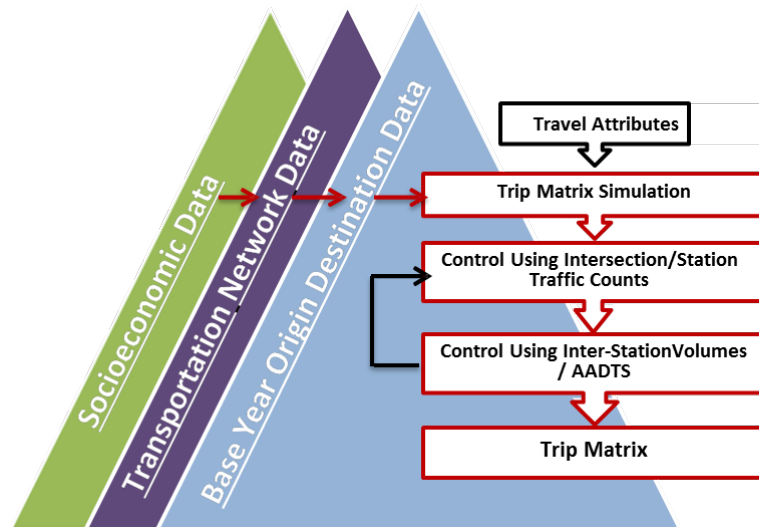 Socioeconomic Data
Transportation Network Data
Base Year Origin Destination Data
Travel Attributes
Trip Matrix Simulation
Control Using Intersection/Station
Traffic Counts
Control Using Inter-StationVolumes
/ AADTS
Trip Matrix